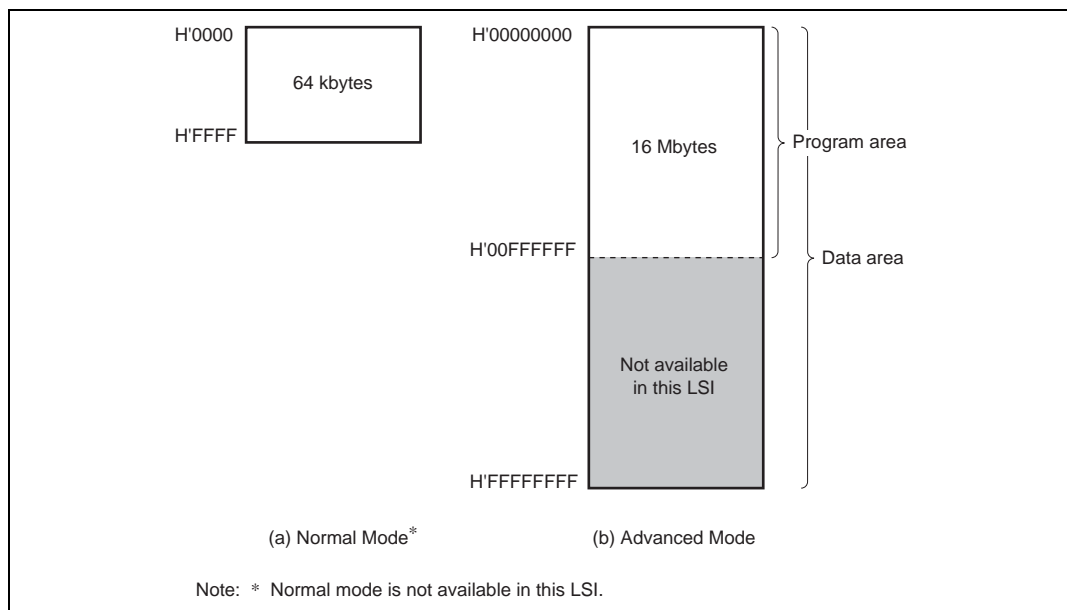 H'0000
64 kbytes
H'FFFF
H'00000000
16 Mbytes
Program area
H'00FFFFFF
Data area
Not available
in this LSI
H'FFFFFFFF
(a) Normal Mode*
(b) Advanced Mode
Note: * Normal mode is not available in this LSI.